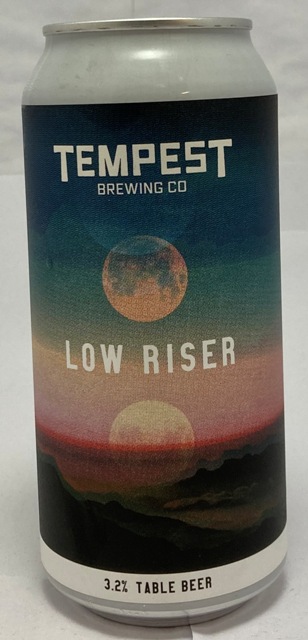 TEMPEST
BREWING CO
LOW RISER
3.2% TABLE BEER